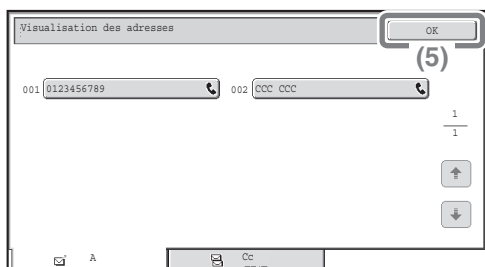 Visualisation des adresses
OK
(5)
001 0123456789
002 CCC CCC
1
1
A
Cc